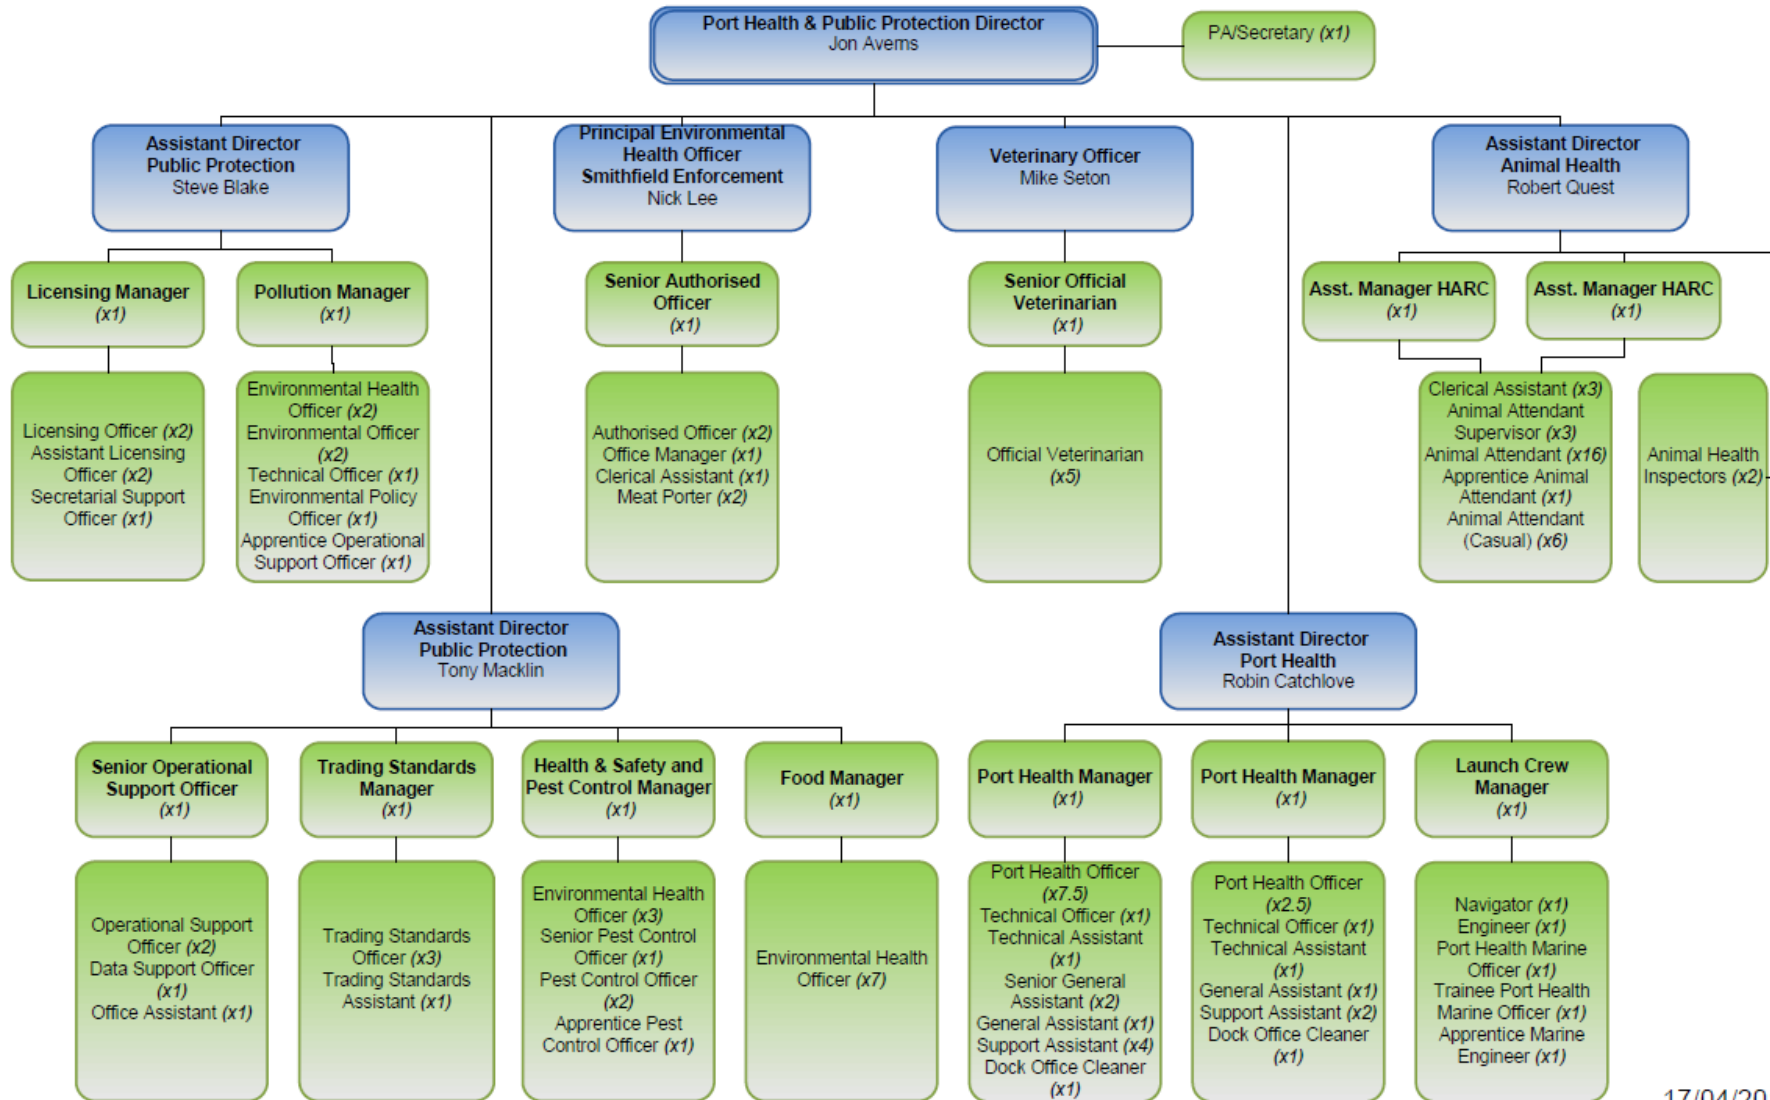 Port Health & Public Protection Director
Jon Averns
PA/Secretary (x1)
Assistant Director
Public Protection
Steve Blake
Principal Environmental
Health Officer
Smithfield Enforcement
Nick Lee
Veterinary Officer
Mike Seton
Assistant Director
Animal Health
Robert Quest
Licensing Manager
(x1)
Pollution Manager
(x1)
Senior Authorised
Officer
(x1)
Senior Official
Veterinarian
(x1)
Asst. Manager HARC
(x1)
Asst. Manager HARC
(x1)
Licensing Officer (x2)
Assistant Licensing
Officer (x2)
Secretarial Support
Officer (x1)
Environmental Health
Officer (x2)
Environmental Officer
(x2)
Technical Officer (x1)
Environmental Policy
Officer (x1)
Apprentice Operational
Support Officer (x1)
Authorised Officer (x2)
Office Manager (x1)
Clerical Assistant (x1)
Meat Porter (x2)
Official Veterinarian
(x5)
Clerical Assistant (x3)
Animal Attendant
Supervisor (x3)
Animal Attendant (x16)
Apprentice Animal
Attendant (x1)
Animal Attendant
(Casual) (x6)
Animal Health
Inspectors (x2)
Assistant Director
Public Protection
Tony Macklin
Assistant Director
Port Health
Robin Catchlove
Senior Operational
Support Officer
(x1)
Trading Standards
Manager
(x1)
Health & Safety and
Pest Control Manager
(x1)
Food Manager
(x1)
Port Health Manager
(x1)
Port Health Manager
(x1)
Launch Crew
Manager
(x1)
Operational Support
Officer (x2)
Data Support Officer
(x1)
Office Assistant (x1)
Trading Standards
Officer (x3)
Trading Standards
Assistant (x1)
Environmental Health
Officer (x3)
Senior Pest Control
Officer (x1)
Pest Control Officer
(x2)
Apprentice Pest
Control Officer (x1)
Environmental Health
Officer (x7)
Port Health Officer
(x7.5)
Technical Officer (x1)
Technical Assistant
(x1)
Senior General
Assistant (x2)
General Assistant (x1)
Support Assistant (x4)
Dock Office Cleaner
(x1)
Port Health Officer
(x2.5)
Technical Officer (x1)
Technical Assistant
(x1)
General Assistant (x1)
Support Assistant (x2)
Dock Office Cleaner
(x1)
Navigator (x1)
Engineer (x1)
Port Health Marine
Officer (x1)
Trainee Port Health
Marine Officer (x1)
Apprentice Marine
Engineer (x1)
17/04/20